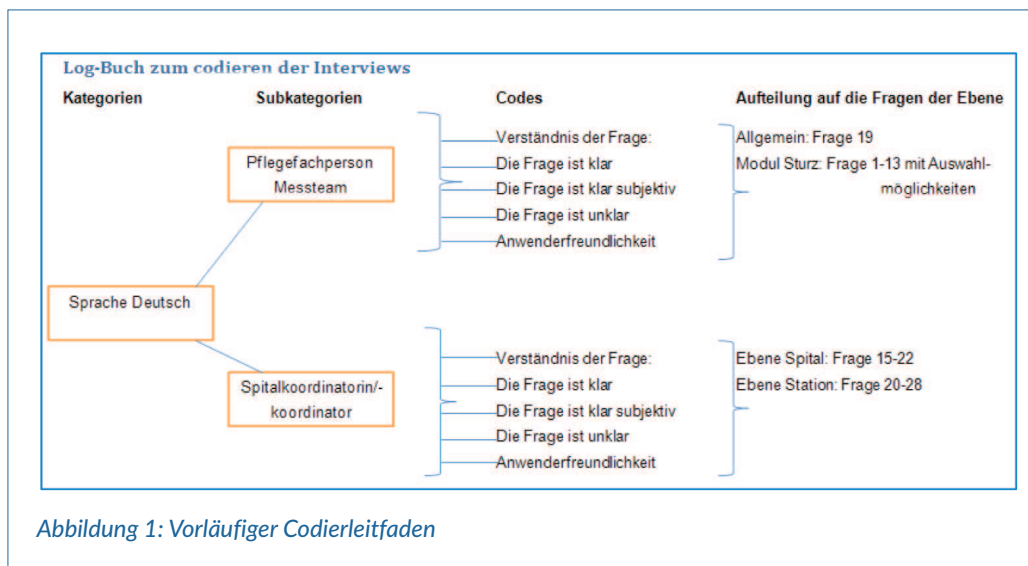 Log-Buch zum codieren der Interviews
Kategorien Subkategorien Codes Aufteilung auf die Fragen der Ebene
Sprache Deutsch
Pflegefachperson
Messteam
Verständnis der Frage:
Die Frage ist klar
Die Frage ist klar subjektiv
Die Frage ist unklar
Anwenderfreundlichkeit
Allgemein: Frage 19
Modul Sturz: Frage 1-13 mit Auswahl-
möglichkeiten
Spitalkoordinatorin/-
koordinator
Verständnis der Frage:
Die Frage ist klar
Die Frage ist klar subjektiv
Die Frage ist unklar
Anwenderfreundlichkeit
Ebene Spital: Frage 15-22
Ebene Station: Frage 20-28
Abbildung 1: Vorläufiger Codierleitfaden